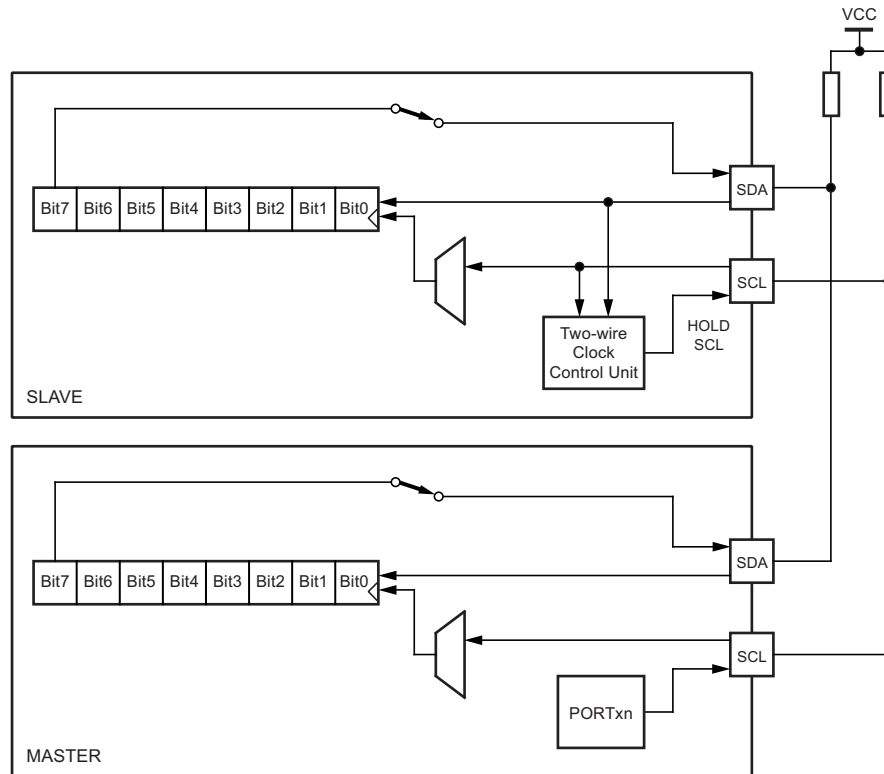 VCC
Bit7 Bit6 Bit5 Bit4 Bit3 Bit2 Bit1 Bit0
SDA
SCL
Two-wire
Clock
Control Unit
HOLD
SCL
SLAVE
Bit7 Bit6 Bit5 Bit4 Bit3 Bit2 Bit1 Bit0
SDA
SCL
PORTxn
MASTER